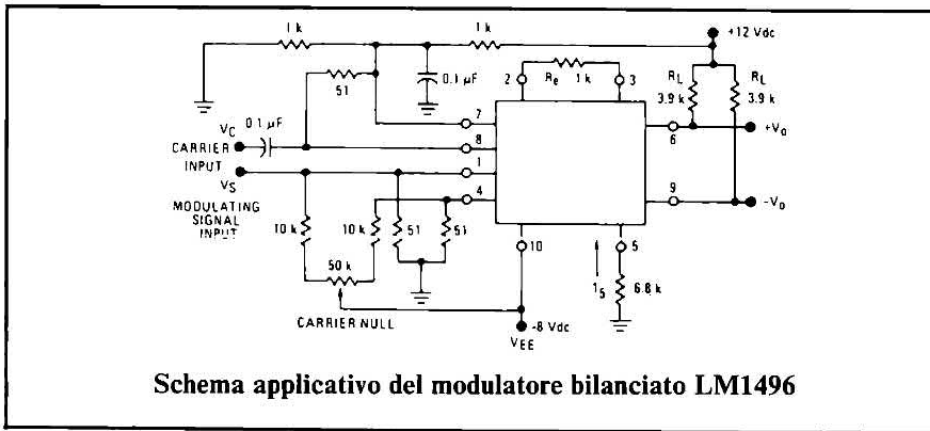 1 k
1 k
+12 Vdc
51
0.1 µF
2
Re 1k
3
RL
3.9 k
RL
3.9 k
7
+Vo
6
VC
0.1 µF
8
CARRIER
INPUT
1
VS
4
9
-Vo
MODULATING
SIGNAL
INPUT
10 k
10 k
51
51
10
5
50 k
I5
6.8 k
CARRIER NULL
-8 Vdc
VEE
Schema applicativo del modulatore bilanciato LM1496